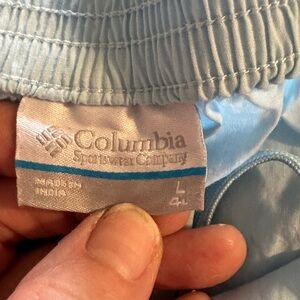 Columbia
Sportswear Company
MADE IN
INDIA
L